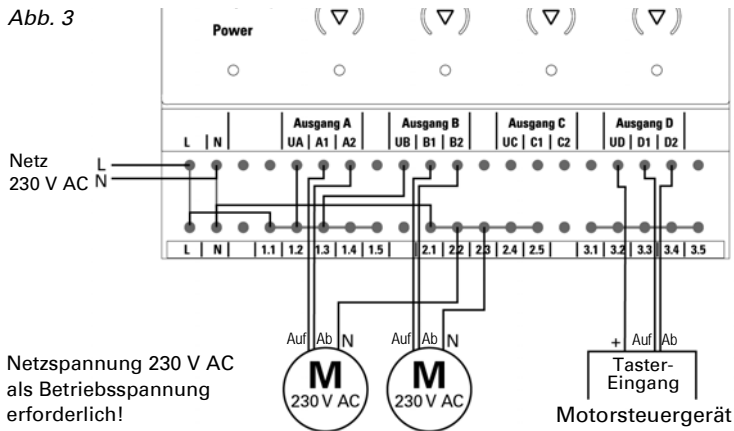 Abb. 3
Power
Ausgang A Ausgang B Ausgang C Ausgang D
L | N UA | A1 | A2 UB | B1 | B2 UC | C1 | C2 UD | D1 | D2
Netz L
230 V AC N
L | N | | 1.1 | 1.2 | 1.3 | 1.4 | 1.5 | | 2.1 | 2.2 | 2.3 | 2.4 | 2.5 | | 3.1 | 3.2 | 3.3 | 3.4 | 3.5
Auf Ab N Auf Ab N + Auf Ab
M M
230 V AC 230 V AC
Taster-
Eingang
Motorsteuergerät
Netzspannung 230 V AC
als Betriebsspannung
erforderlich!